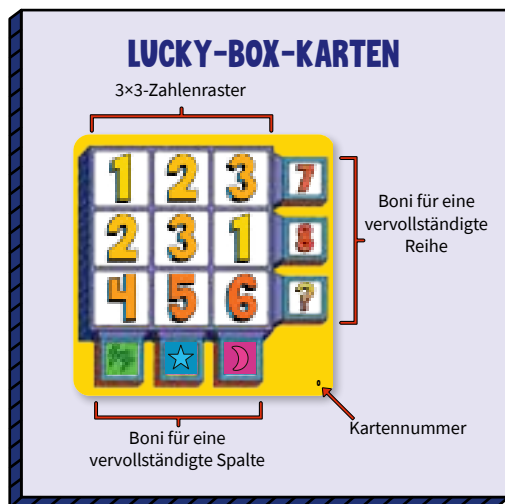 LUCKY-BOX-KARTEN
3×3-Zahlenraster
1 2 3 7
2 3 1 8
4 5 6 ?
Boni für eine
vervollständigte
Reihe
Boni für eine
vervollständigte Spalte
Kartennummer